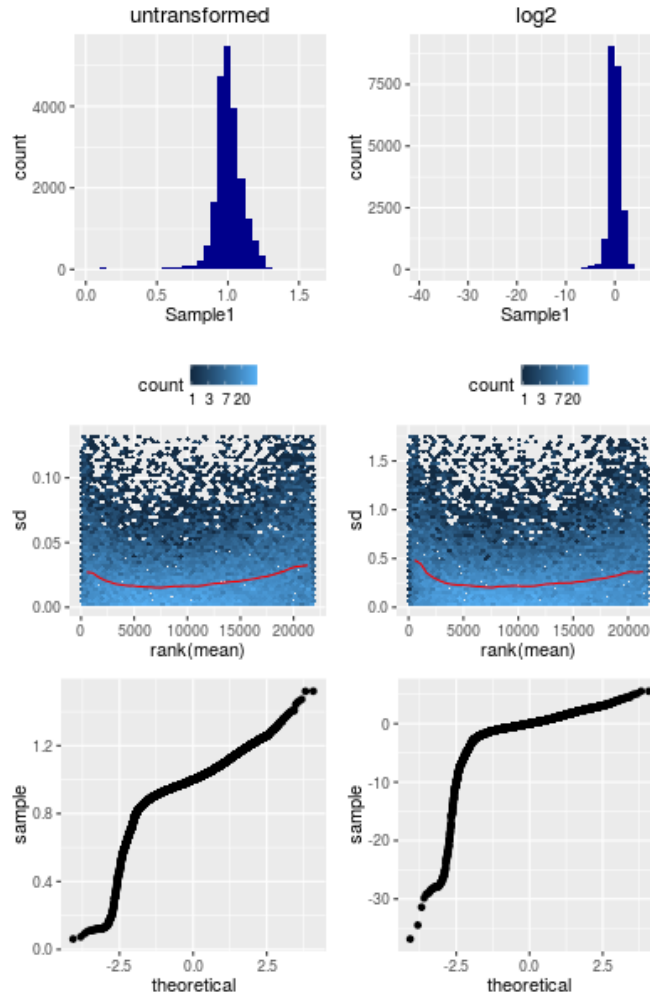 untransformed
log2
count
4000
2000
0
0.0 0.5 1.0 1.5
Sample1
count
7500
5000
2500
0
-40 -30 -20 -10 0
Sample1
count
1 3 7 20
count
1 3 7 20
sd
0.10
0.05
0.00
0 5000 10000 15000 20000
rank(mean)
sd
1.5
1.0
0.5
0.0
0 5000 10000 15000 20000
rank(mean)
sample
1.2
0.8
0.4
0.0
-2.5 0.0 2.5
theoretical
sample
0
-10
-20
-30
-2.5 0.0 2.5
theoretical